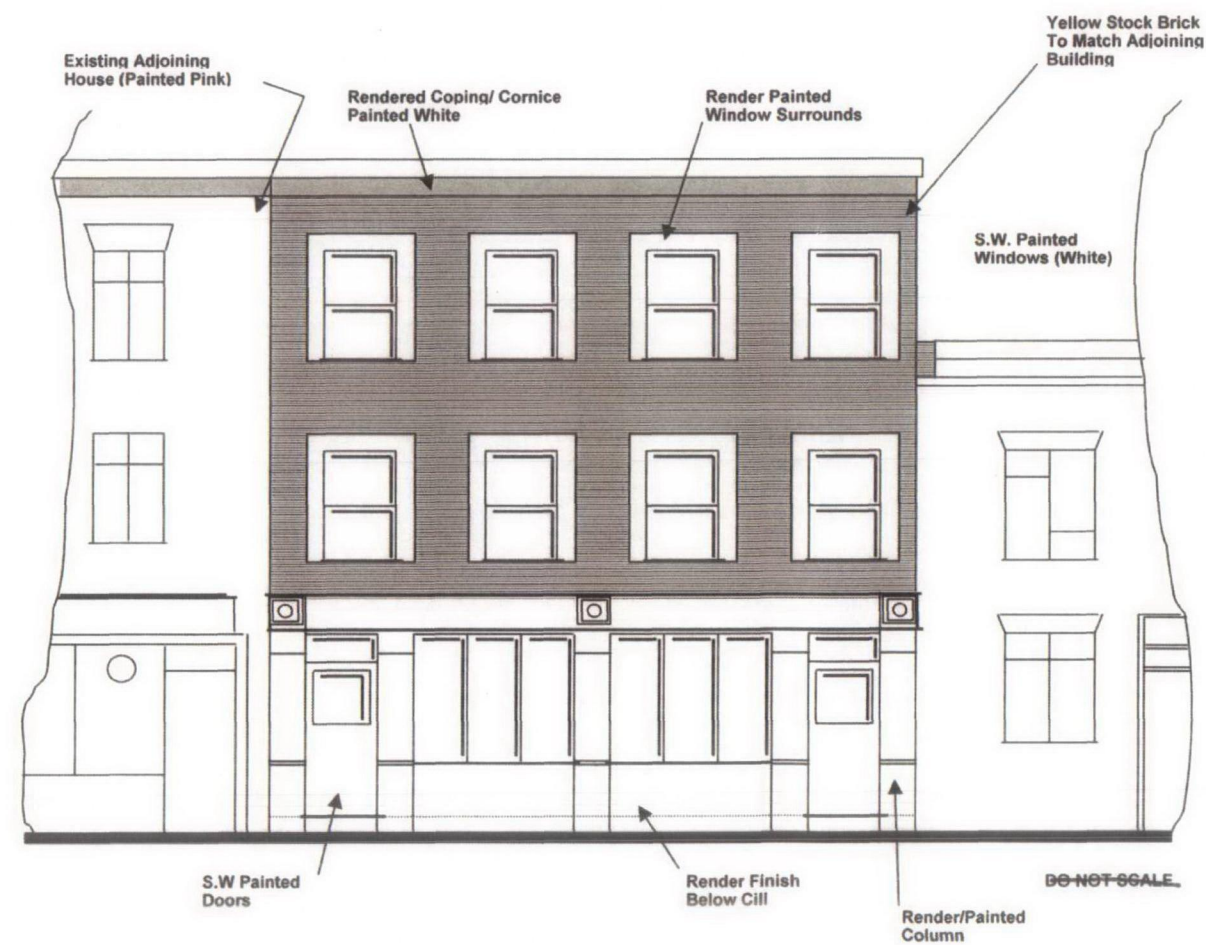 Yellow Stock Brick
To Match Adjoining
Building
Existing Adjoining
House (Painted Pink)
Rendered Coping/ Cornice
Painted White
Render Painted
Window Surrounds
S.W. Painted
Windows (White)
S.W Painted
Doors
Render Finish
Below Cill
DO NOT SCALE.
Render/Painted
Column